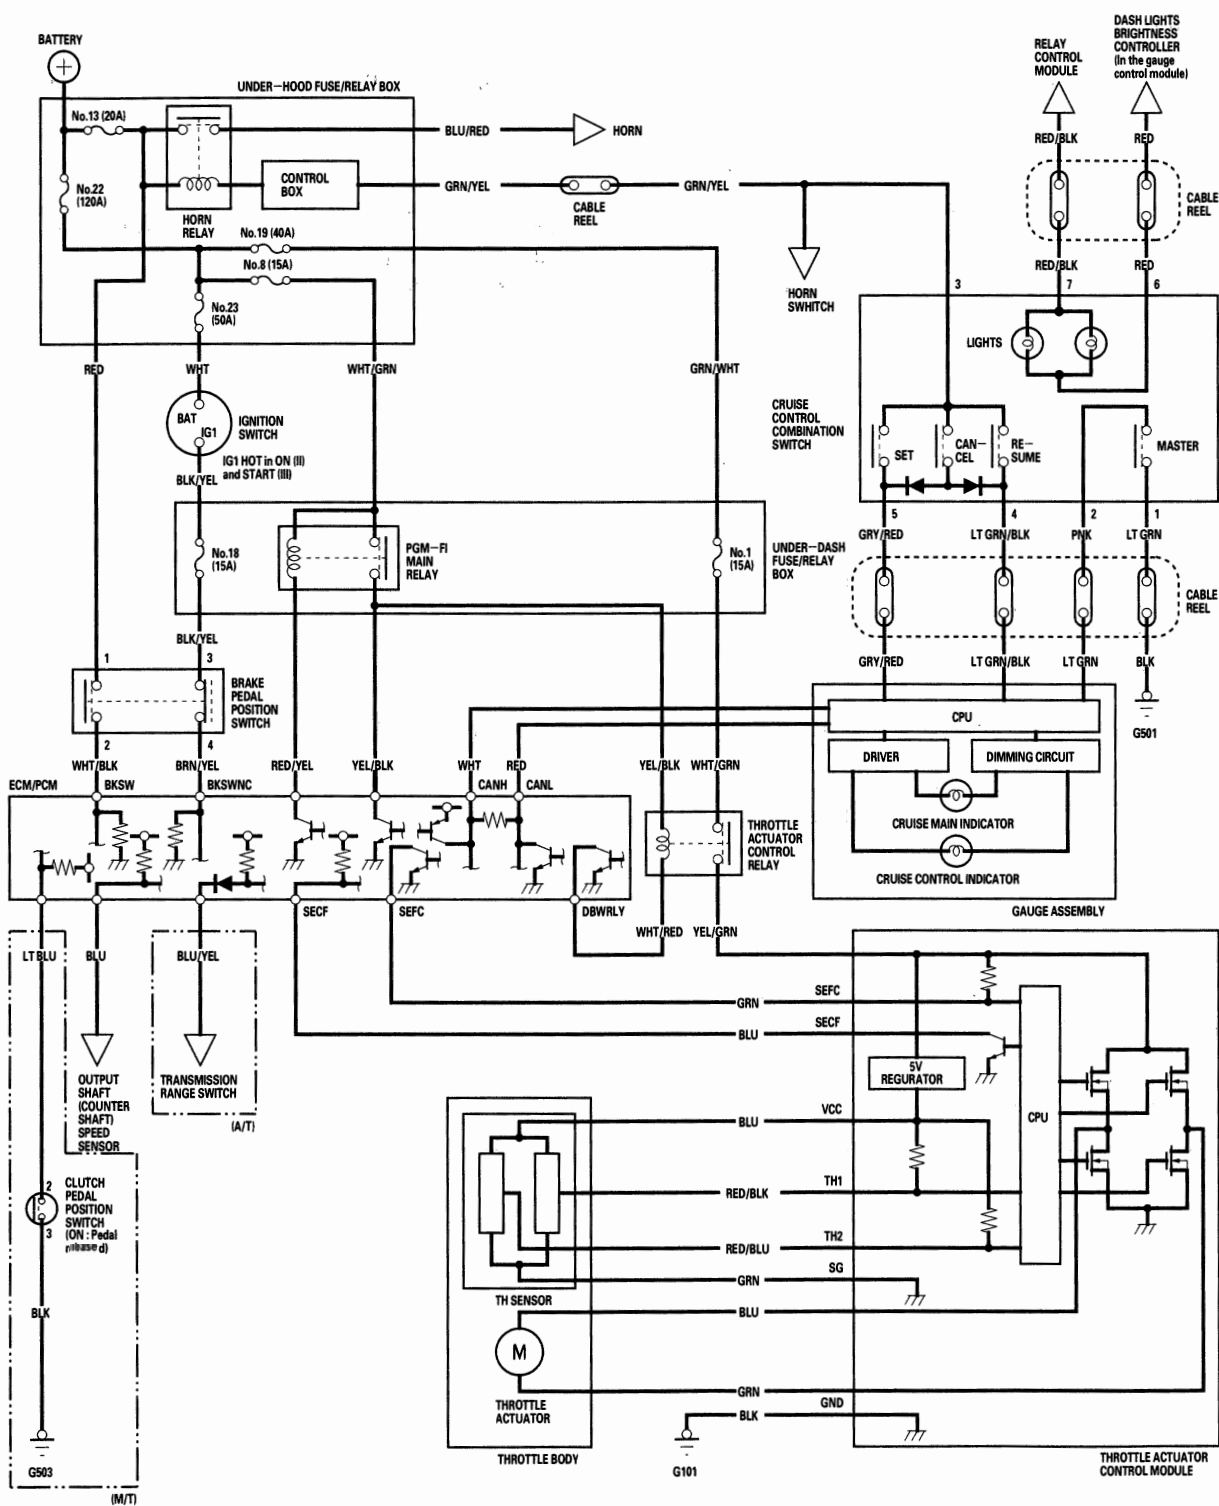 BATTERY
UNDER-HOOD FUSE/RELAY BOX
No.13 (20A)
No.22
(120A)
HORN
RELAY
CONTROL
BOX
BLU/RED
HORN
GRN/YEL
CABLE
REEL
GRN/YEL
HORN
SWHITCH
No.19 (40A)
No.8 (15A)
No.23
(50A)
RELAY
CONTROL
MODULE
DASH LIGHTS
BRIGHTNESS
CONTROLLER
(In the gauge
control module)
RED/BLK
RED
CABLE
REEL
RED/BLK
RED
3
7
6
LIGHTS
CRUISE
CONTROL
COMBINATION
SWITCH
SET
CAN-
CEL
RE-
SUME
MASTER
5
4
2
1
GRY/RED
LT GRN/BLK
PNK
LT GRN
CABLE
REEL
GRY/RED
LT GRN/BLK
LT GRN
BLK
G501
RED
WHT
WHT/GRN
GRN/WHT
BAT
IG1
IGNITION
SWITCH
IG1 HOT in ON (II)
and START (III)
BLK/YEL
No.18
(15A)
PGM-FI
MAIN
RELAY
No.1
(15A)
UNDER-DASH
FUSE/RELAY
BOX
BLK/YEL
1
3
BRAKE
PEDAL
POSITION
SWITCH
2
4
WHT/BLK
BRN/YEL
RED/YEL
YEL/BLK
WHT
RED
YEL/BLK
WHT/GRN
CPU
DRIVER
DIMMING CIRCUIT
CRUISE MAIN INDICATOR
CRUISE CONTROL INDICATOR
GAUGE ASSEMBLY
ECM/PCM
BKSW
BKSWNC
CANH
CANL
THROTTLE
ACTUATOR
CONTROL
RELAY
SECF
SEFC
DBWRLY
WHT/RED
YEL/GRN
LT BLU
BLU
BLU/YEL
OUTPUT
SHAFT
(COUNTER
SHAFT)
SPEED
SENSOR
TRANSMISSION
RANGE SWITCH
(A/T)
2
3
CLUTCH
PEDAL
POSITION
SWITCH
(ON : Pedal
BLK
G503
(M/T)
GRN
SEFC
BLU
SECF
5V
REGURATOR
CPU
BLU
VCC
RED/BLK
TH1
RED/BLU
TH2
GRN
SG
BLU
GRN
BLK
GND
TH SENSOR
M
THROTTLE
ACTUATOR
THROTTLE BODY
G101
THROTTLE ACTUATOR
CONTROL MODULE